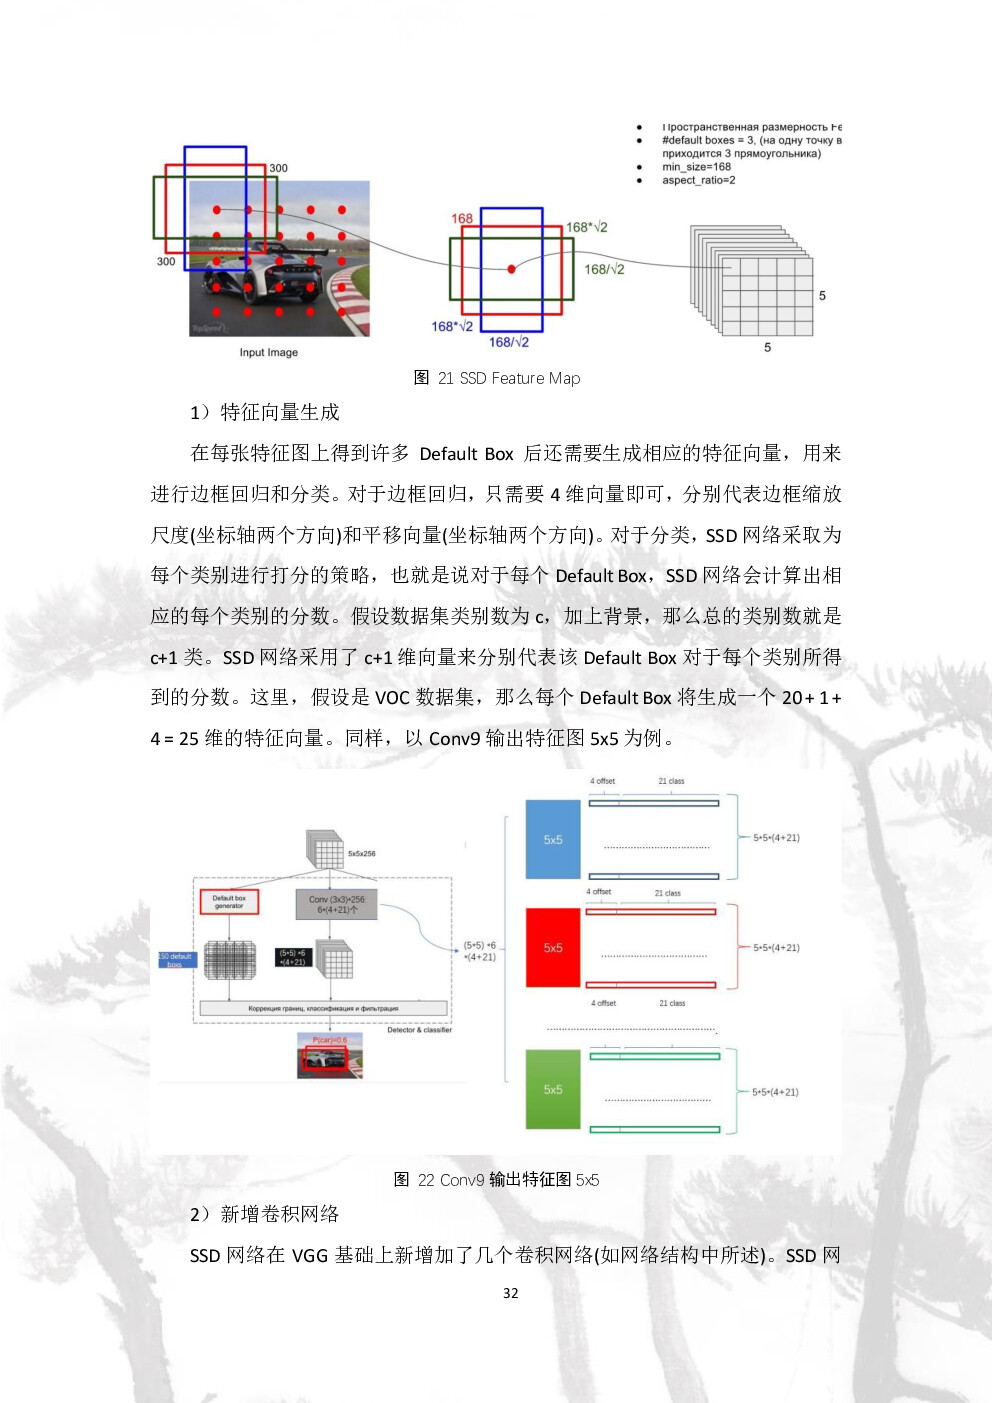 Пространственная размерность Fe
#default boxes = 3, (на одну точку в
приходится 3 прямоугольника)
min_size=168
aspect_ratio=2
300
300
Input Image
168
168*√2
168/√2
168*√2
168/√2
5
5
图 21 SSD Feature Map
1）特征向量生成
在每张特征图上得到许多 Default Box 后还需要生成相应的特征向量，用来
进行边框回归和分类。对于边框回归，只需要 4 维向量即可，分别代表边框缩放
尺度(坐标轴两个方向)和平移向量(坐标轴两个方向)。对于分类，SSD 网络采取为
每个类别进行打分的策略，也就是说对于每个 Default Box，SSD 网络会计算出相
应的每个类别的分数。假设数据集类别数为 c，加上背景，那么总的类别数就是
c+1 类。SSD 网络采用了 c+1 维向量来分别代表该 Default Box 对于每个类别所得
到的分数。这里，假设是 VOC 数据集，那么每个 Default Box 将生成一个 20 + 1 +
4 = 25 维的特征向量。同样，以 Conv9 输出特征图 5x5 为例。
5x5x256
Default box
generator
Conv (3x3)*256:
6*(4+21)个
150 default
boxs
(5*5) *6
*(4+21)
Коррекция границ, классификация и фильтрация
Detector & classifier
P(car)=0.6
(5*5) *6
*(4+21)
4 offset 21 class
5x5
5*5*(4+21)
4 offset 21 class
5x5
5*5*(4+21)
4 offset 21 class
5x5
5*5*(4+21)
图 22 Conv9 输出特征图 5x5
2）新增卷积网络
SSD 网络在 VGG 基础上新增加了几个卷积网络(如网络结构中所述)。SSD 网
32